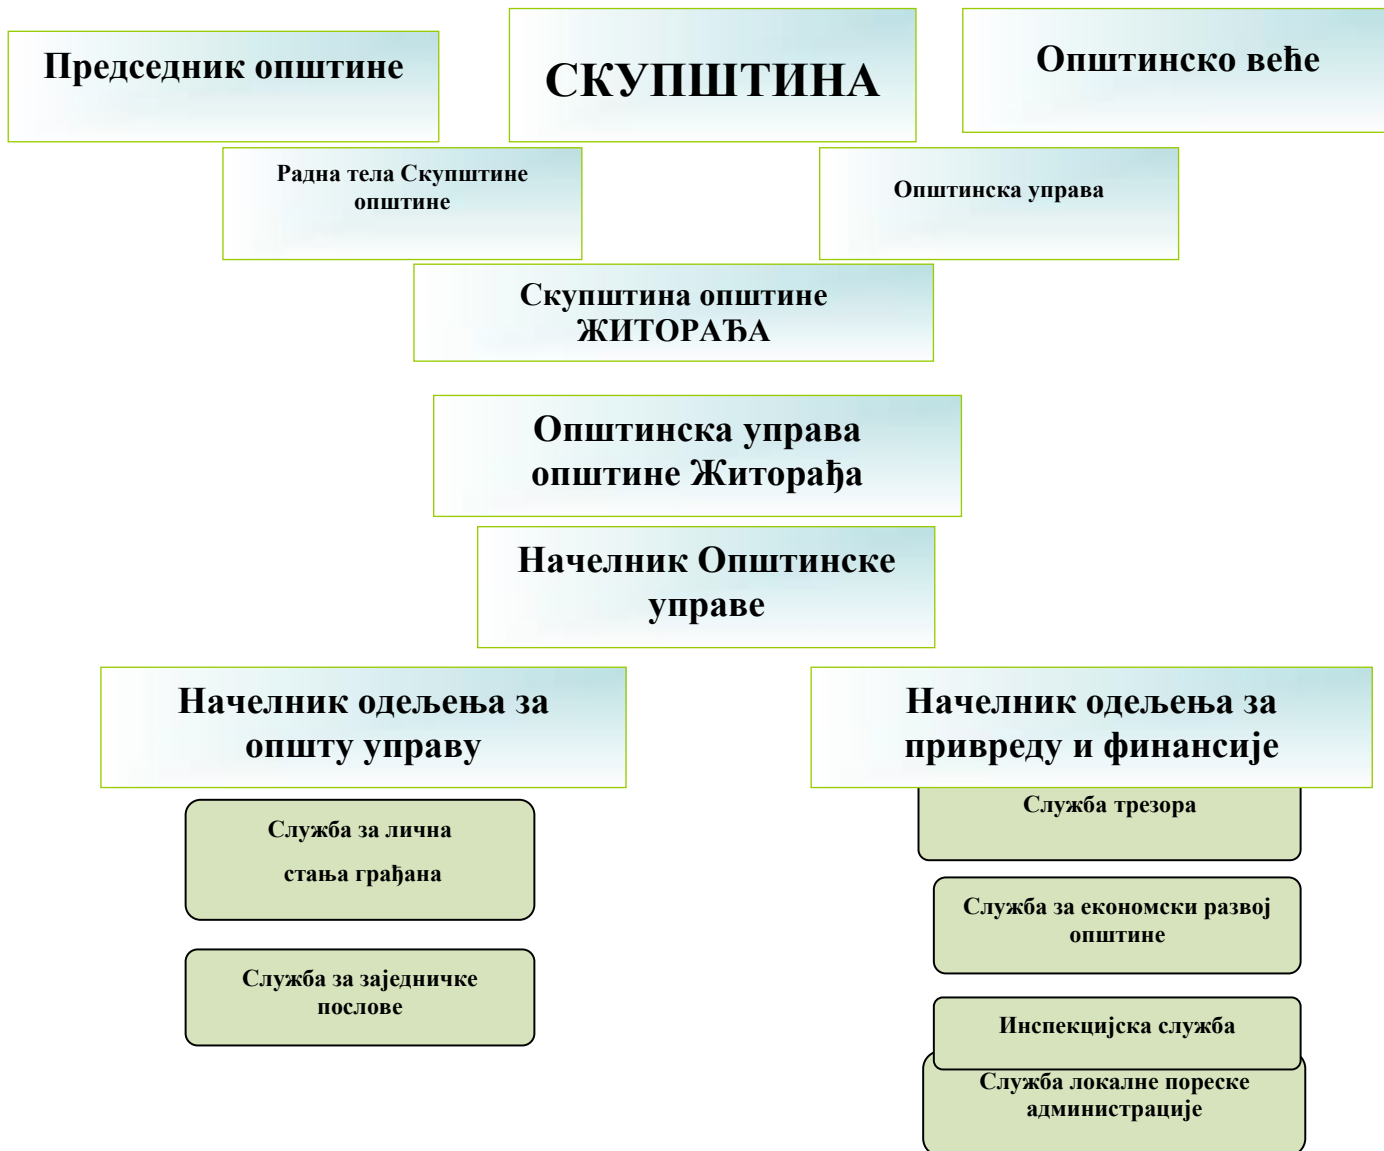 Председник општине
СКУПШТИНА
Општинско веће
Радна тела Скупштине
општине
Општинска управа
Скупштина општине
ЖИТОРАЂА
Општинска управа
општине Житорађа
Начелник Општинске
управе
Начелник одељења за
општу управу
Начелник одељења за
привреду и финансије
Служба за лична
стања грађана
Служба за заједничке
послове
Служба трезора
Служба за економски развој
општине
Инспекцијска служба
Служба локалне пореске
администрације